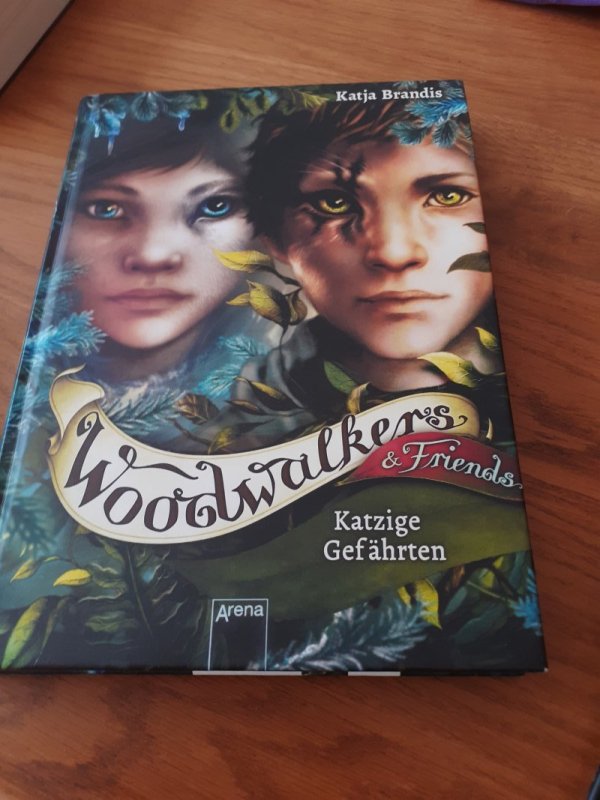 Katja Brandis
Woodwalkers
& Friends
Katzige
Gefährten
Arena